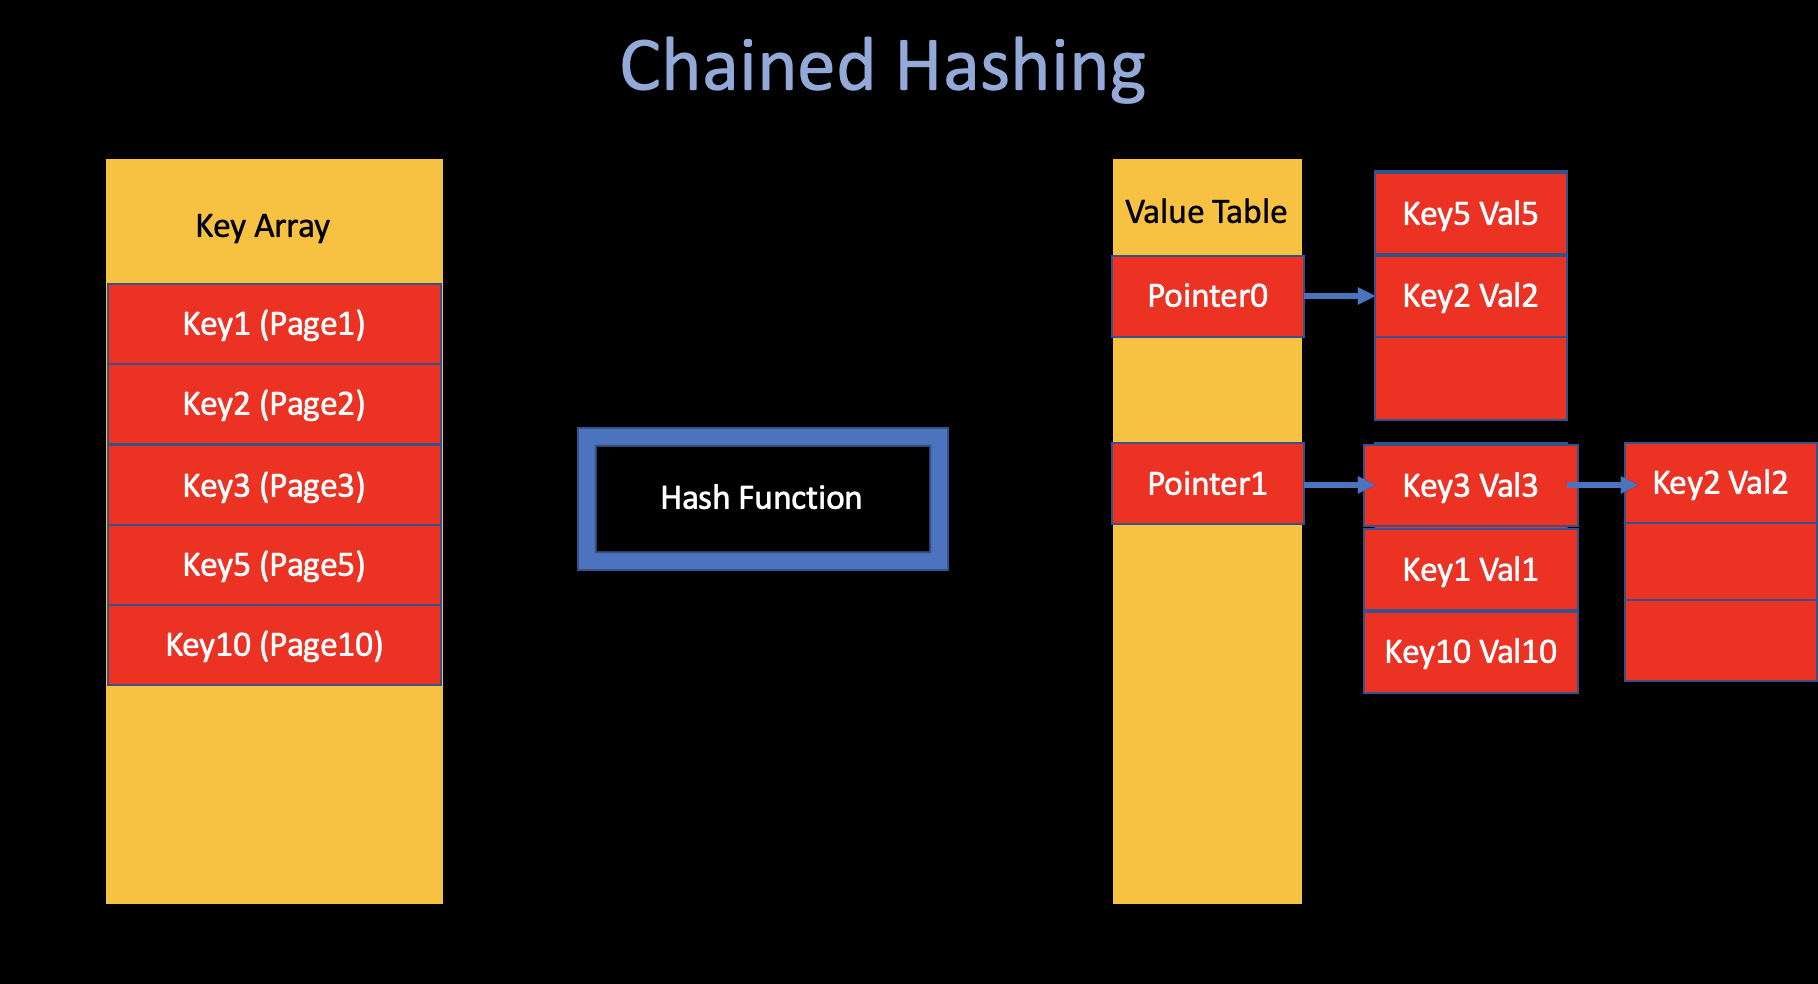 Chained Hashing
Key Array
Key1 (Page1)
Key2 (Page2)
Key3 (Page3)
Key5 (Page5)
Key10 (Page10)
Hash Function
Value Table
Pointer0
Pointer1
Key5 Val5
Key2 Val2
Key3 Val3
Key1 Val1
Key10 Val10
Key2 Val2